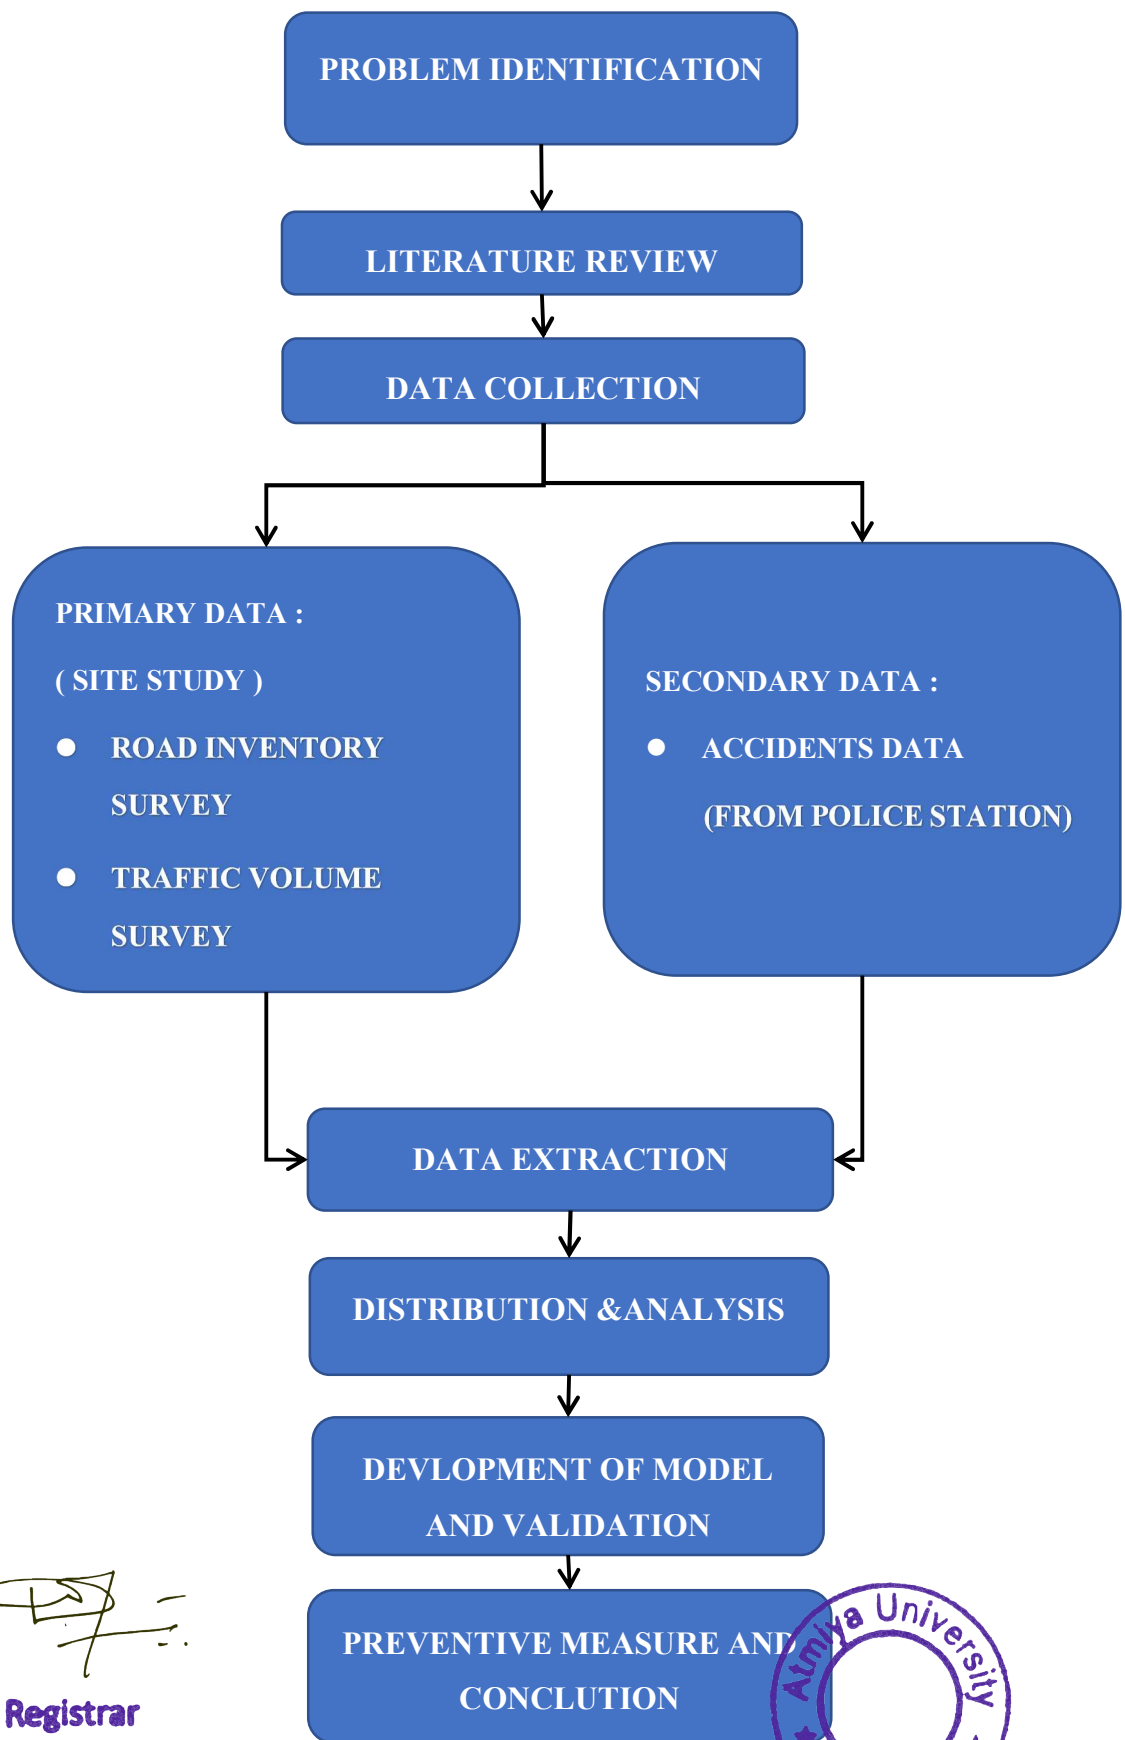 PROBLEM IDENTIFICATION
LITERATURE REVIEW
DATA COLLECTION
PRIMARY DATA :
( SITE STUDY )
● ROAD INVENTORY
SURVEY
● TRAFFIC VOLUME
SURVEY
SECONDARY DATA :
● ACCIDENTS DATA
(FROM POLICE STATION)
DATA EXTRACTION
DISTRIBUTION &ANALYSIS
DEVLOPMENT OF MODEL
AND VALIDATION
PREVENTIVE MEASURE AND
CONCLUTION
Registrar
Atmiya University